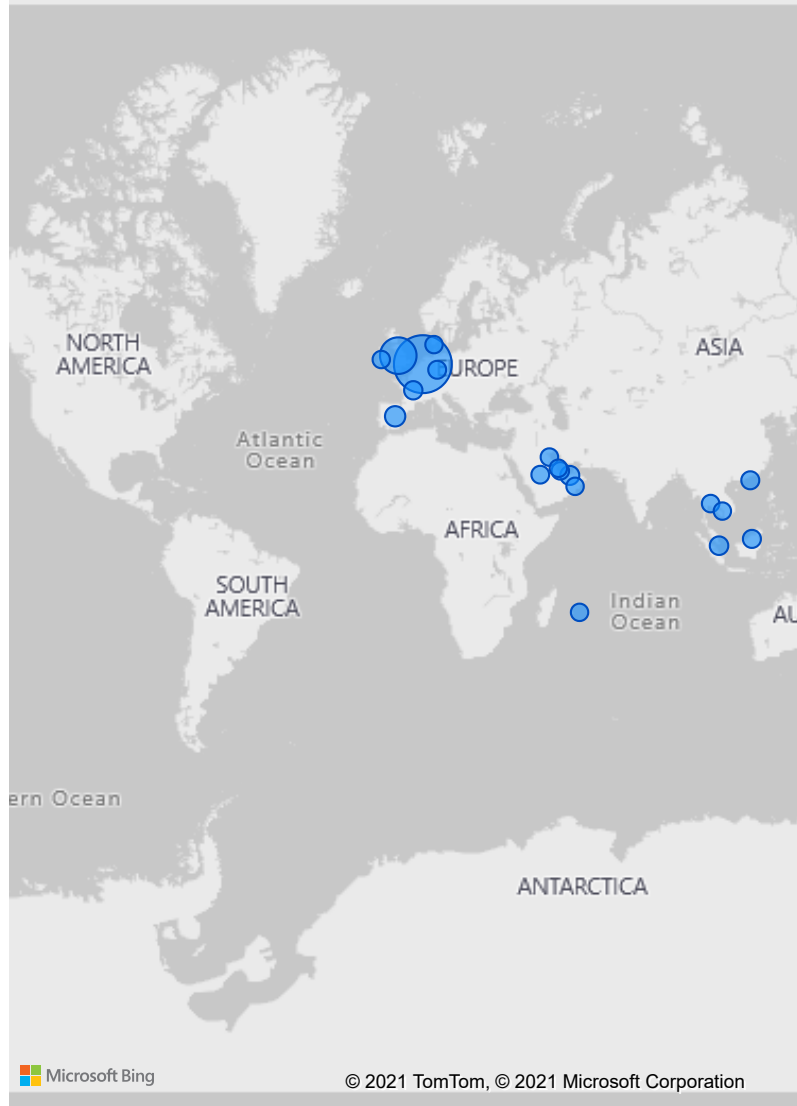 NORTH
AMERICA
ASIA
UROPE
Atlantic
Ocean
AFRICA
SOUTH
AMERICA
Indian
Ocean
AU
ern Ocean
ANTARCTICA
Microsoft Bing
© 2021 TomTom, © 2021 Microsoft Corporation